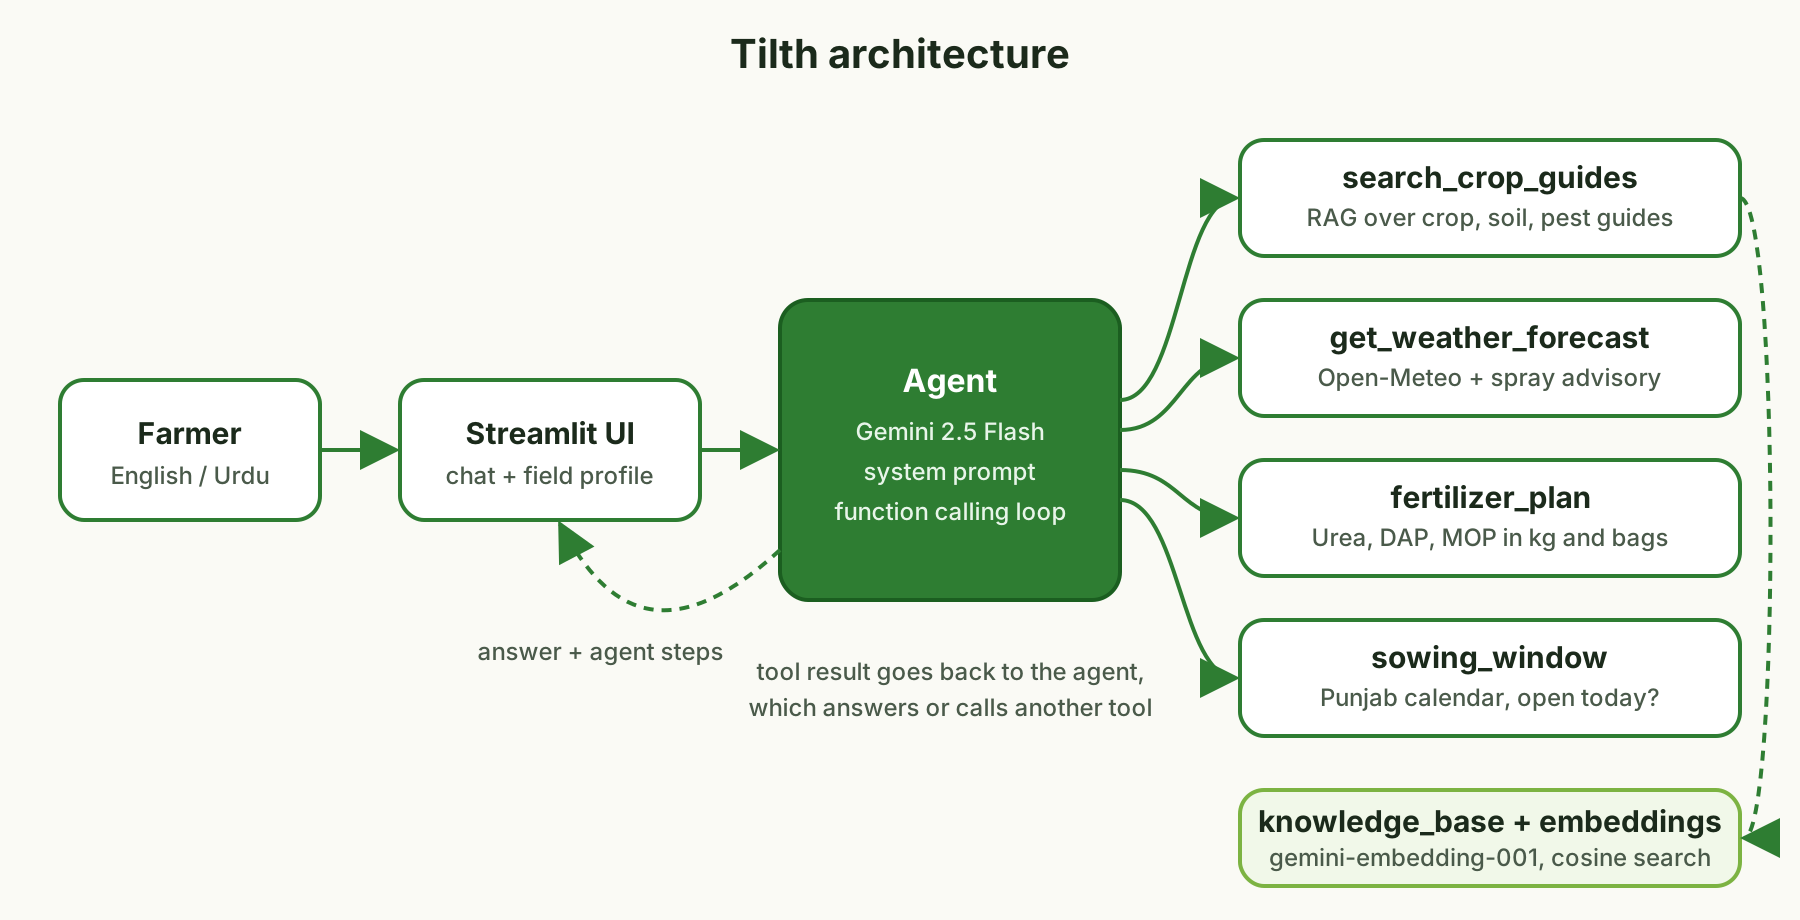 Tilth architecture
Farmer
English / Urdu
Streamlit UI
chat + field profile
Agent
Gemini 2.5 Flash
system prompt
function calling loop
answer + agent steps
tool result goes back to the agent,
which answers or calls another tool
search_crop_guides
RAG over crop, soil, pest guides
get_weather_forecast
Open-Meteo + spray advisory
fertilizer_plan
Urea, DAP, MOP in kg and bags
sowing_window
Punjab calendar, open today?
knowledge_base + embeddings
gemini-embedding-001, cosine search